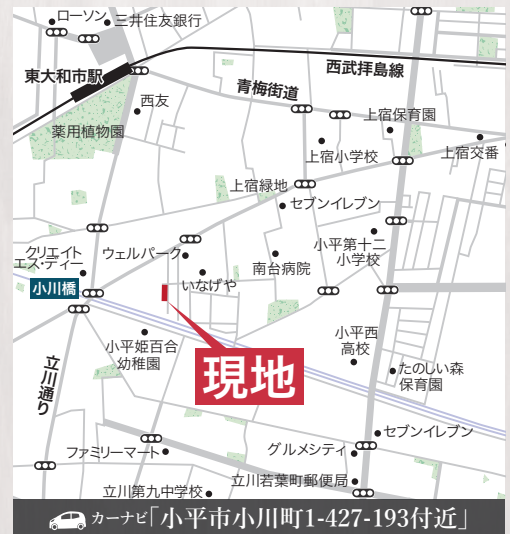 ローソン
三井住友銀行
東大和市駅
西武拝島線
西友
青梅街道
薬用植物園
上宿保育園
上宿小学校
上宿交番
上宿緑地
セブンイレブン
クリエイト
エス・ディー
ウェルパーク
小平第十二
小学校
南台病院
いなげや
小川橋
小平姫百合
幼稚園
小平西
高校
現地
たのしい森
保育園
立川通り
セブンイレブン
ファミリーマート
グルメシティ
立川若葉町郵便局
立川第九中学校
カーナビ「小平市小川町1-427-193付近」